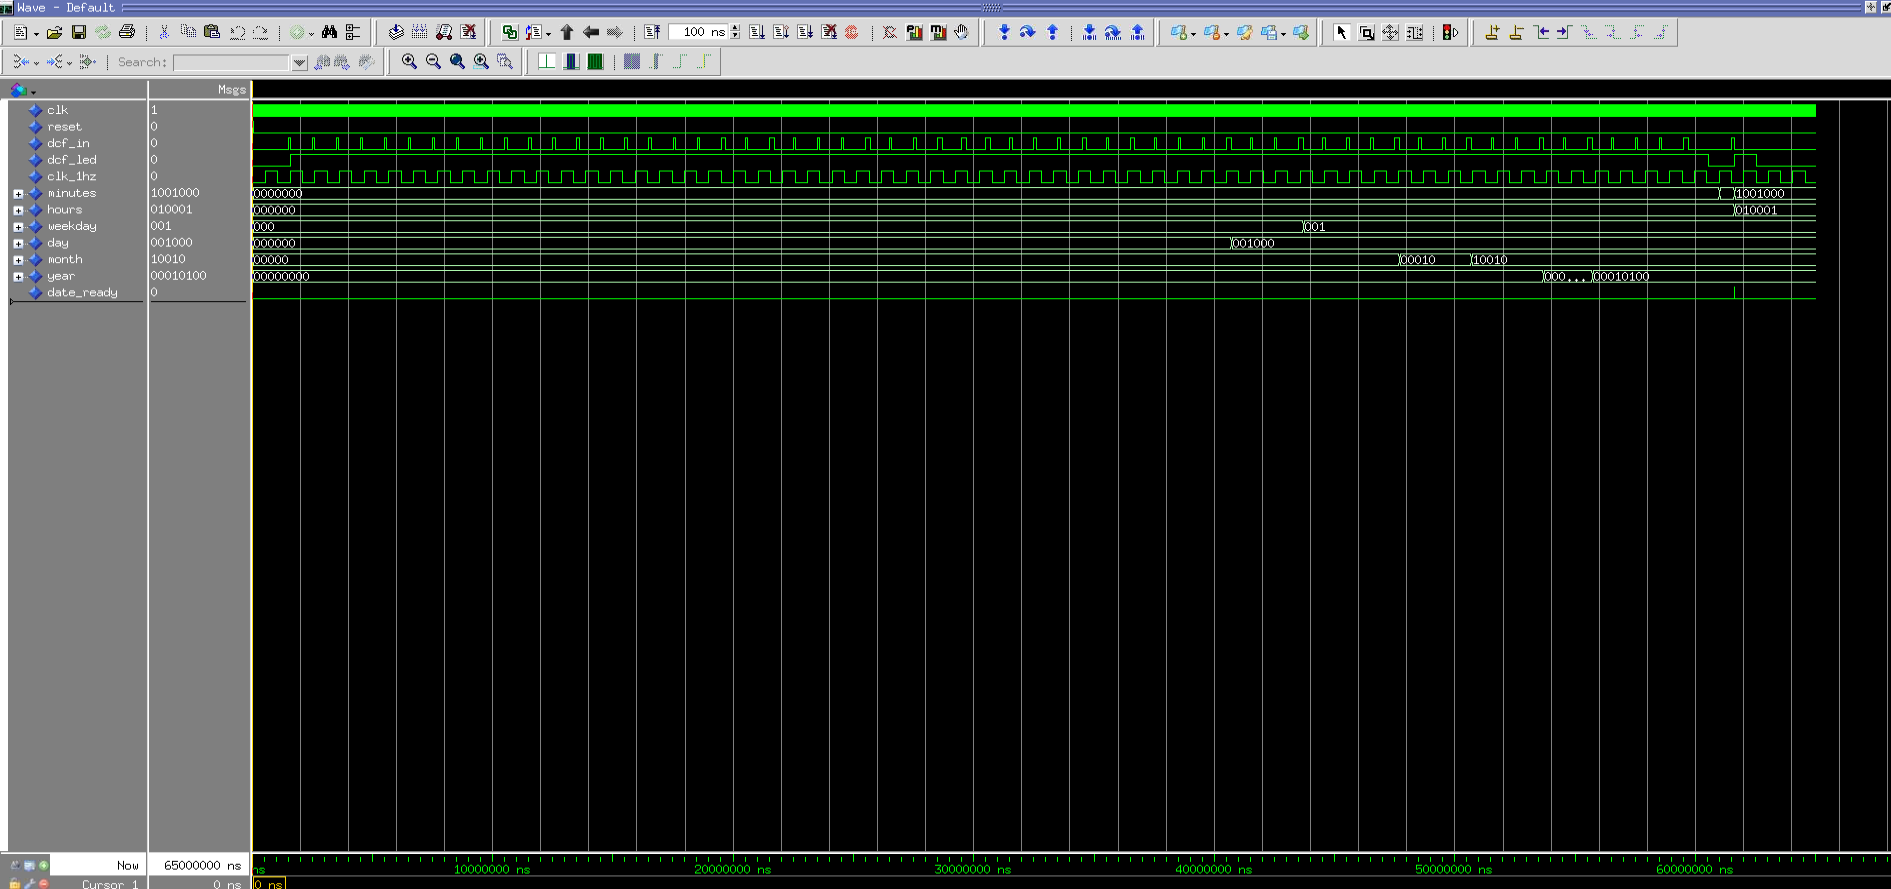 Wave - Default
100 ns
Search:
Msgs
clk 1
reset 0
dcf_in 0
dcf_led 0
clk_1hz 0
minutes 1001000 0000000 1001000
hours 010001 000000 010001
weekday 001 000 001
day 001000 000000 001000
month 10010 00000 00010 10010
year 00010100 00000000 000... 00010100
date_ready 0
Now 65000000 ns ns 10000000 ns 20000000 ns 30000000 ns 40000000 ns 50000000 ns 60000000 ns
Cursor 1 0 ns 0 ns